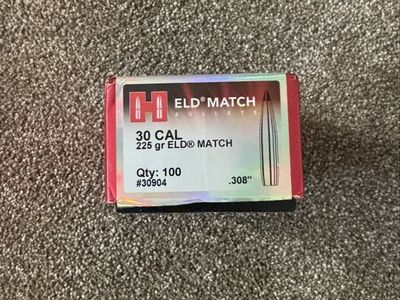 H ELD® MATCH
BULLETS
30 CAL
225 gr ELD® MATCH
Qty: 100
#30904
.308"